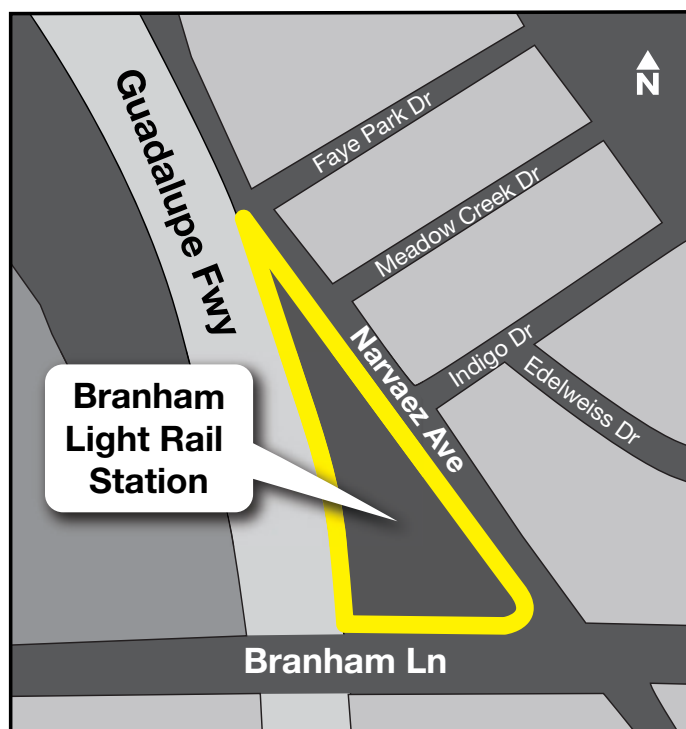 N
Faye Park Dr
Guadalupe Fwy
Meadow Creek Dr
Narvaez Ave
Indigo Dr
Edelweiss Dr
Branham
Light Rail
Station
Branham Ln